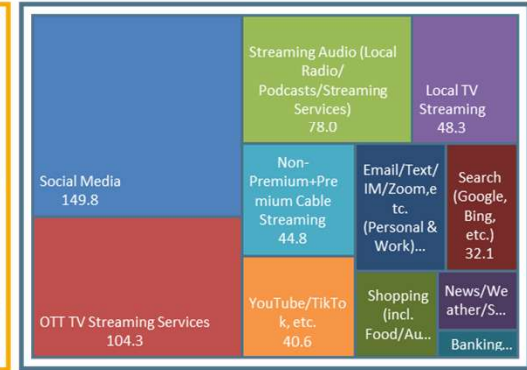 Social Media
149.8
OTT TV Streaming Services
104.3
Streaming Audio (Local
Radio/
Podcasts/Streaming
Services)
78.0
Local TV
Streaming
48.3
Non-
Premium+Pre
mium Cable
Streaming
44.8
Email/Text/
IM/Zoom,e
tc.
(Personal &
Work)...
Search
(Google,
Bing,
etc.)
32.1
YouTube/TikTo
k, etc.
40.6
Shopping
(incl.
Food/Au...
News/We
ather/S...
Banking...